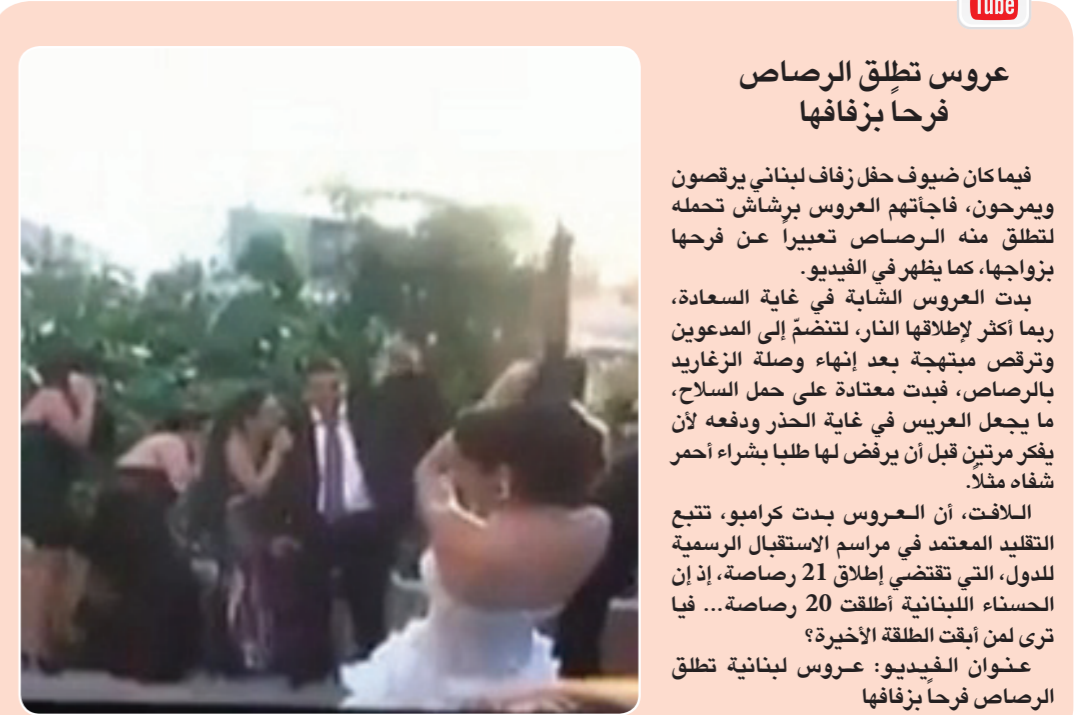 Tube
عروس تطلق الرصاص
فرحاً بزفافها
فيما كان ضيوف حفل زفاف لبناني يرقصون
ويمرحون، فاجأتهم العروس برشاش تحمله
لتطلق منه الرصاص تعبيراً عن فرحها
بزواجها، كما يظهر في الفيديو.
بدت العروس الشابة في غاية السعادة،
ربما أكثر لإطلاقها النار، لتنضمّ إلى المدعوين
وترقص مبتهجة بعد إنهاء وصلة الزغاريد
بالرصاص، فبدت معتادة على حمل السلاح،
ما يجعل العريس في غاية الحذر ودفعه لأن
يفكر مرتين قبل أن يرفض لها طلبا بشراء أحمر
شفاه مثلاً.
اللافت، أن العروس بدت كرامبو، تتبع
التقليد المعتمد في مراسم الاستقبال الرسمية
للدول، التي تقتضي إطلاق 21 رصاصة، إذ إن
الحسناء اللبنانية أطلقت 20 رصاصة... فيا
ترى لمن أبقت الطلقة الأخيرة؟
عنوان الفيديو: عروس لبنانية تطلق
الرصاص فرحاً بزفافها